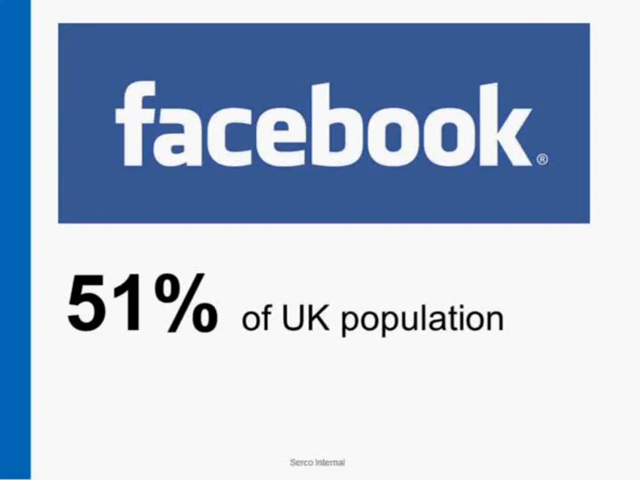 facebook®
51% of UK population
Serco Internal